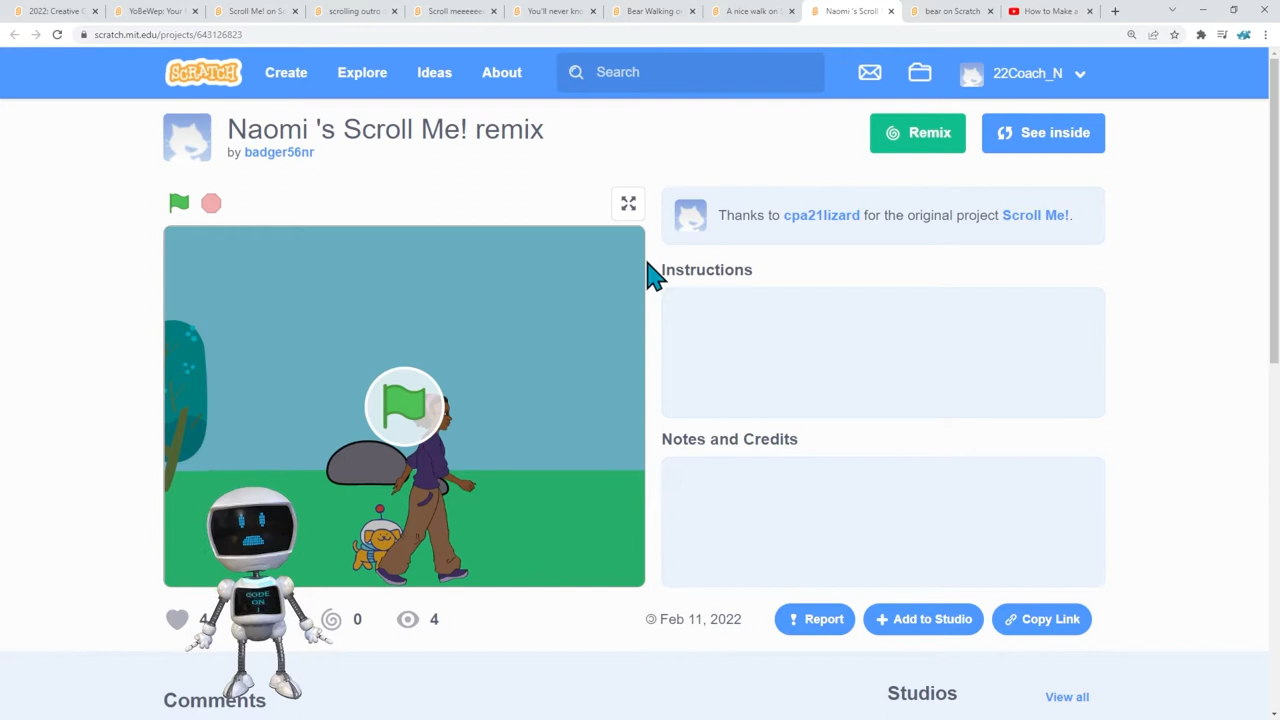 2022: Creative C
YoBeWep: Your
Scroll Me! on S
scrolling outro c
Scroll meeeeee
You'll never kno
Bear Walking o
A nice walk on S
Naomi 's Scroll
bear on Scratch
How to Make a
scratch.mit.edu/projects/643126823
SCRATCH
Create
Explore
Ideas
About
Search
22Coach_N
Naomi 's Scroll Me! remix
by badger56nr
Remix
See inside
Thanks to cpa21lizard for the original project Scroll Me!.
Instructions
Notes and Credits
CODE
ON
!
4
0
4
Feb 11, 2022
Report
Add to Studio
Copy Link
Comments
Studios
View all